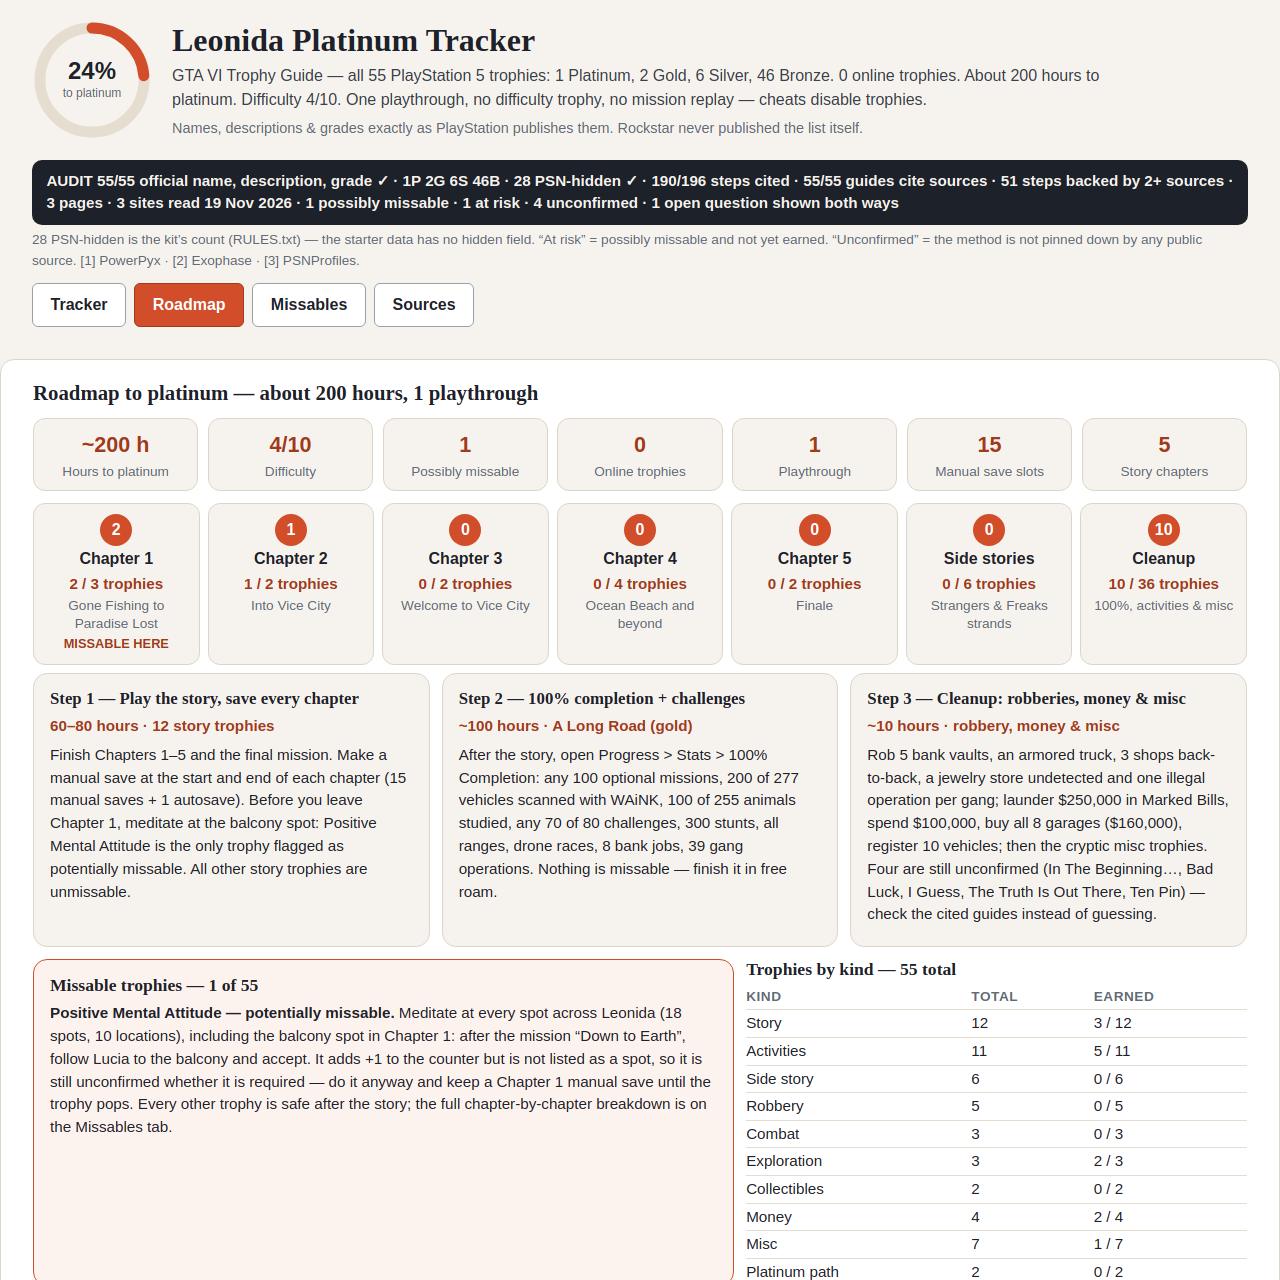 24%
to platinum
Leonida Platinum Tracker
GTA VI Trophy Guide — all 55 PlayStation 5 trophies: 1 Platinum, 2 Gold, 6 Silver, 46 Bronze. 0 online trophies. About 200 hours to
platinum. Difficulty 4/10. One playthrough, no difficulty trophy, no mission replay — cheats disable trophies.
Names, descriptions & grades exactly as PlayStation publishes them. Rockstar never published the list itself.
AUDIT 55/55 official name, description, grade ✓ · 1P 2G 6S 46B · 28 PSN-hidden ✓ · 190/196 steps cited · 55/55 guides cite sources · 51 steps backed by 2+ sources ·
3 pages · 3 sites read 19 Nov 2026 · 1 possibly missable · 1 at risk · 4 unconfirmed · 1 open question shown both ways
28 PSN-hidden is the kit’s count (RULES.txt) — the starter data has no hidden field. “At risk” = possibly missable and not yet earned. “Unconfirmed” = the method is not pinned down by any public
source. [1] PowerPyx · [2] Exophase · [3] PSNProfiles.
Tracker
Roadmap
Missables
Sources
Roadmap to platinum — about 200 hours, 1 playthrough
~200 h
Hours to platinum
4/10
Difficulty
1
Possibly missable
0
Online trophies
1
Playthrough
15
Manual save slots
5
Story chapters
2
Chapter 1
2 / 3 trophies
Gone Fishing to
Paradise Lost
MISSABLE HERE
1
Chapter 2
1 / 2 trophies
Into Vice City
0
Chapter 3
0 / 2 trophies
Welcome to Vice City
0
Chapter 4
0 / 4 trophies
Ocean Beach and
beyond
0
Chapter 5
0 / 2 trophies
Finale
0
Side stories
0 / 6 trophies
Strangers & Freaks
strands
10
Cleanup
10 / 36 trophies
100%, activities & misc
Step 1 — Play the story, save every chapter
60–80 hours · 12 story trophies
Finish Chapters 1–5 and the final mission. Make a
manual save at the start and end of each chapter (15
manual saves + 1 autosave). Before you leave
Chapter 1, meditate at the balcony spot: Positive
Mental Attitude is the only trophy flagged as
potentially missable. All other story trophies are
unmissable.
Step 2 — 100% completion + challenges
~100 hours · A Long Road (gold)
After the story, open Progress > Stats > 100%
Completion: any 100 optional missions, 200 of 277
vehicles scanned with WAiNK, 100 of 255 animals
studied, any 70 of 80 challenges, 300 stunts, all
ranges, drone races, 8 bank jobs, 39 gang
operations. Nothing is missable — finish it in free
roam.
Step 3 — Cleanup: robberies, money & misc
~10 hours · robbery, money & misc
Rob 5 bank vaults, an armored truck, 3 shops back-
to-back, a jewelry store undetected and one illegal
operation per gang; launder $250,000 in Marked Bills,
spend $100,000, buy all 8 garages ($160,000),
register 10 vehicles; then the cryptic misc trophies.
Four are still unconfirmed (In The Beginning…, Bad
Luck, I Guess, The Truth Is Out There, Ten Pin) —
check the cited guides instead of guessing.
Missable trophies — 1 of 55
Positive Mental Attitude — potentially missable. Meditate at every spot across Leonida (18
spots, 10 locations), including the balcony spot in Chapter 1: after the mission “Down to Earth”,
follow Lucia to the balcony and accept. It adds +1 to the counter but is not listed as a spot, so it is
still unconfirmed whether it is required — do it anyway and keep a Chapter 1 manual save until the
trophy pops. Every other trophy is safe after the story; the full chapter-by-chapter breakdown is on
the Missables tab.
Trophies by kind — 55 total
KIND TOTAL EARNED
Story 12 3 / 12
Activities 11 5 / 11
Side story 6 0 / 6
Robbery 5 0 / 5
Combat 3 0 / 3
Exploration 3 2 / 3
Collectibles 2 0 / 2
Money 4 2 / 4
Misc 7 1 / 7
Platinum path 2 0 / 2